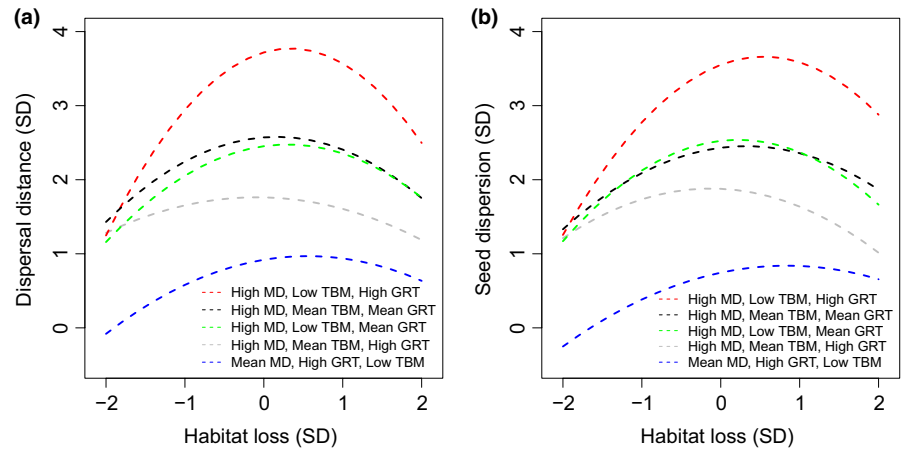 (a)
4
3
2
1
0
Dispersal distance (SD)
High MD, Low TBM, High GRT
High MD, Mean TBM, Mean GRT
High MD, Low TBM, Mean GRT
High MD, Mean TBM, High GRT
Mean MD, High GRT, Low TBM
−2 −1 0 1 2
Habitat loss (SD)
(b)
4
3
2
1
0
Seed dispersion (SD)
High MD, Low TBM, High GRT
High MD, Mean TBM, Mean GRT
High MD, Low TBM, Mean GRT
High MD, Mean TBM, High GRT
Mean MD, High GRT, Low TBM
−2 −1 0 1 2
Habitat loss (SD)